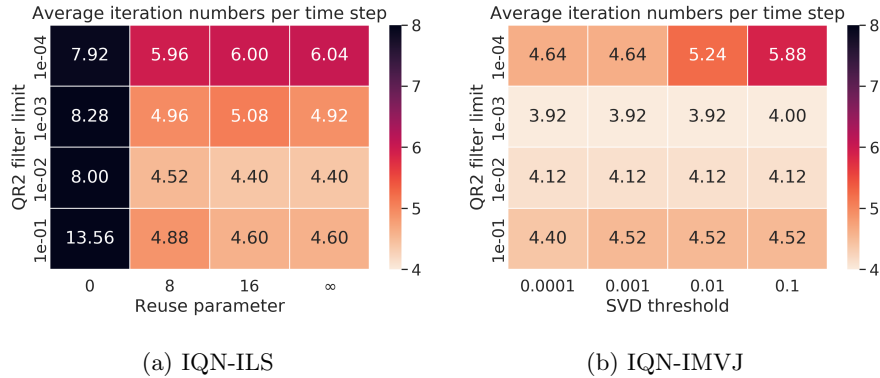 Average iteration numbers per time step
QR2 filter limit
1e-04 7.92 5.96 6.00 6.04
1e-03 8.28 4.96 5.08 4.92
1e-02 8.00 4.52 4.40 4.40
1e-01 13.56 4.88 4.60 4.60
0 8 16 ∞
Reuse parameter
8
7
6
5
4
(a) IQN-ILS
Average iteration numbers per time step
QR2 filter limit
1e-04 4.64 4.64 5.24 5.88
1e-03 3.92 3.92 3.92 4.00
1e-02 4.12 4.12 4.12 4.12
1e-01 4.40 4.52 4.52 4.52
0.0001 0.001 0.01 0.1
SVD threshold
8
7
6
5
4
(b) IQN-IMVJ